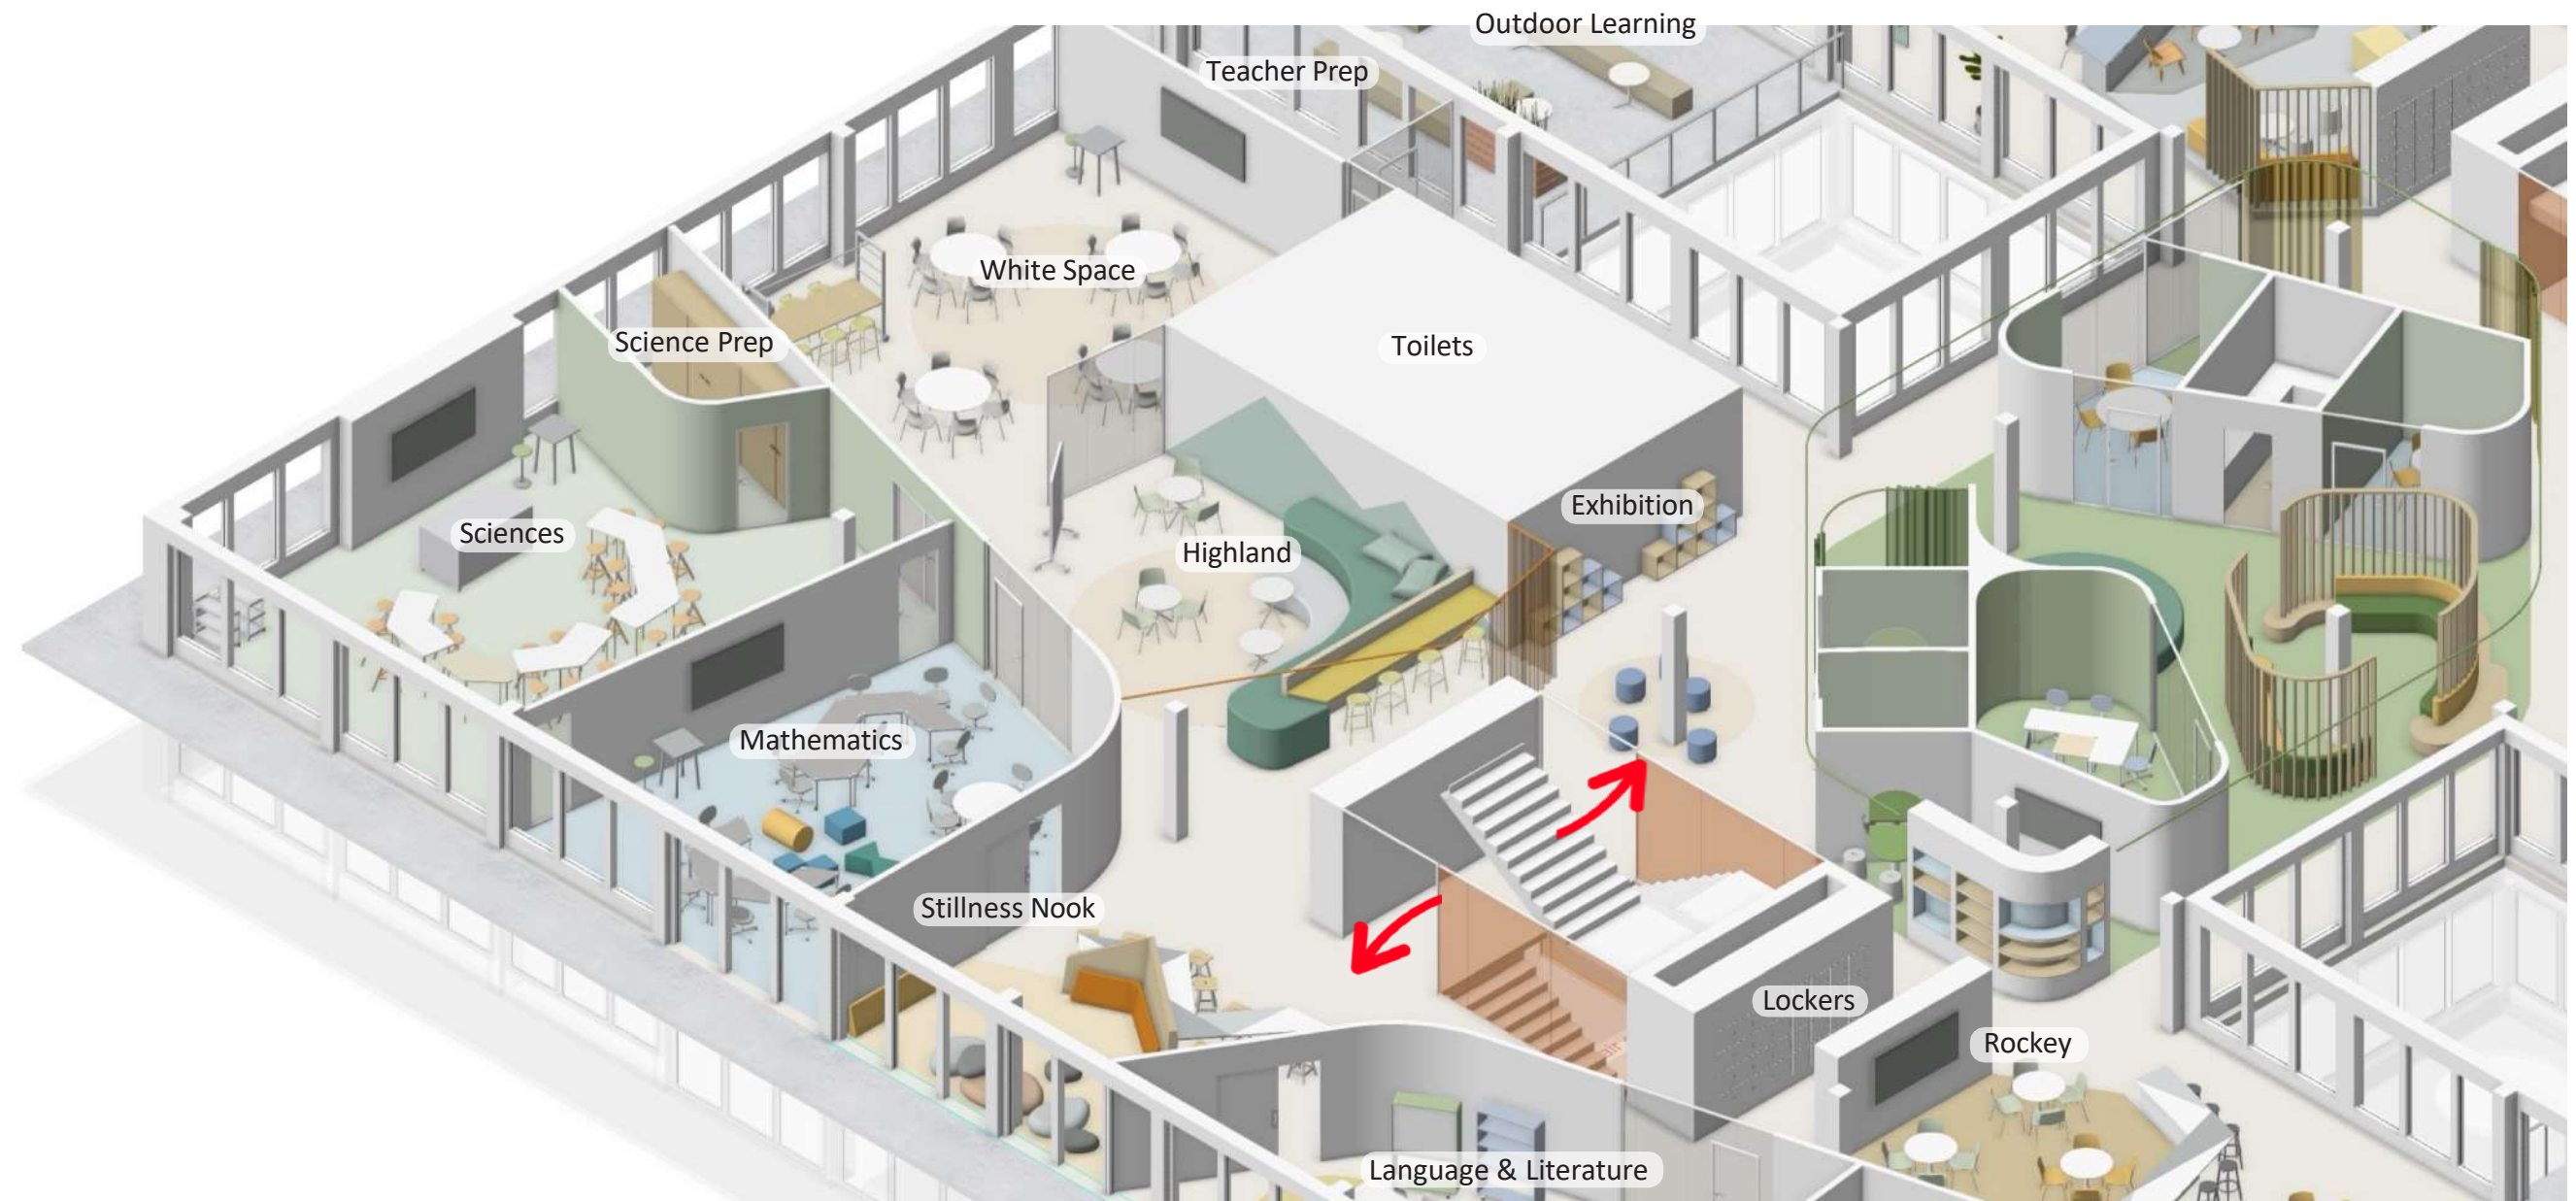 Outdoor Learning
Teacher Prep
White Space
Science Prep
Toilets
Exhibition
Sciences
Highland
Mathematics
Stillness Nook
Lockers
Rockey
Language & Literature